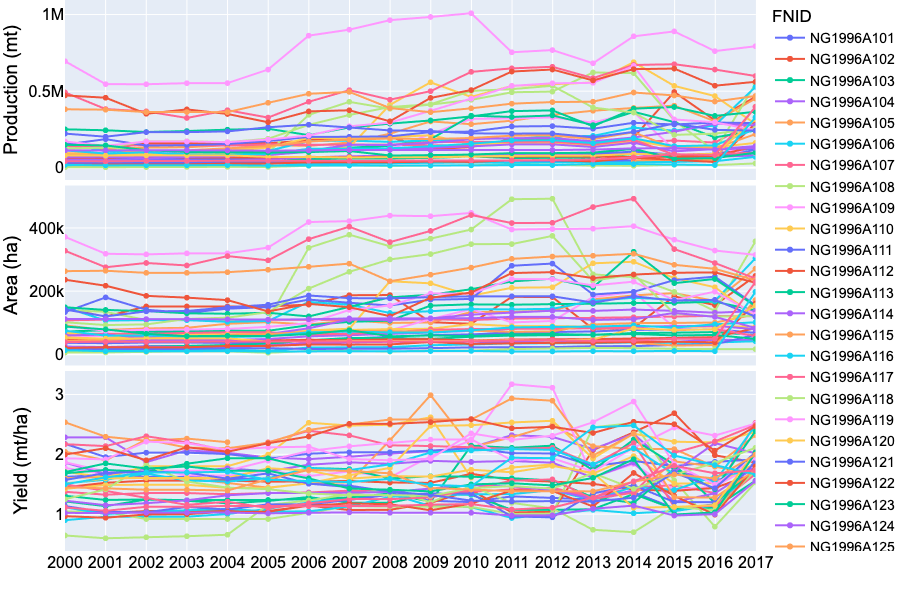 FNID
1M
0.5M
0
Production (mt)
400k
200k
0
Area (ha)
3
2
1
Yield (mt/ha)
2000 2001 2002 2003 2004 2005 2006 2007 2008 2009 2010 2011 2012 2013 2014 2015 2016 2017
NG1996A101
NG1996A102
NG1996A103
NG1996A104
NG1996A105
NG1996A106
NG1996A107
NG1996A108
NG1996A109
NG1996A110
NG1996A111
NG1996A112
NG1996A113
NG1996A114
NG1996A115
NG1996A116
NG1996A117
NG1996A118
NG1996A119
NG1996A120
NG1996A121
NG1996A122
NG1996A123
NG1996A124
NG1996A125